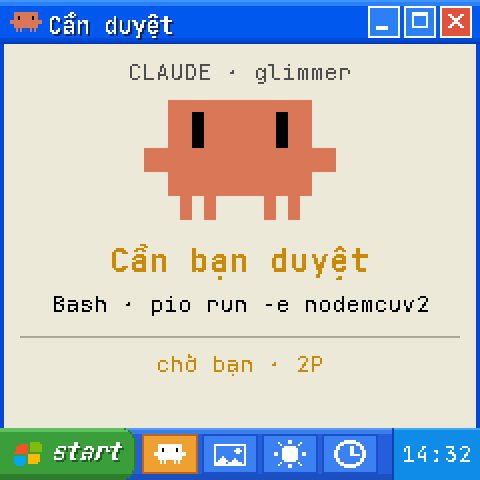 Cần duyệt
CLAUDE · glimmer
Cần bạn duyệt
Bash · pio run -e nodemcuv2
chờ bạn · 2P
start
14:32